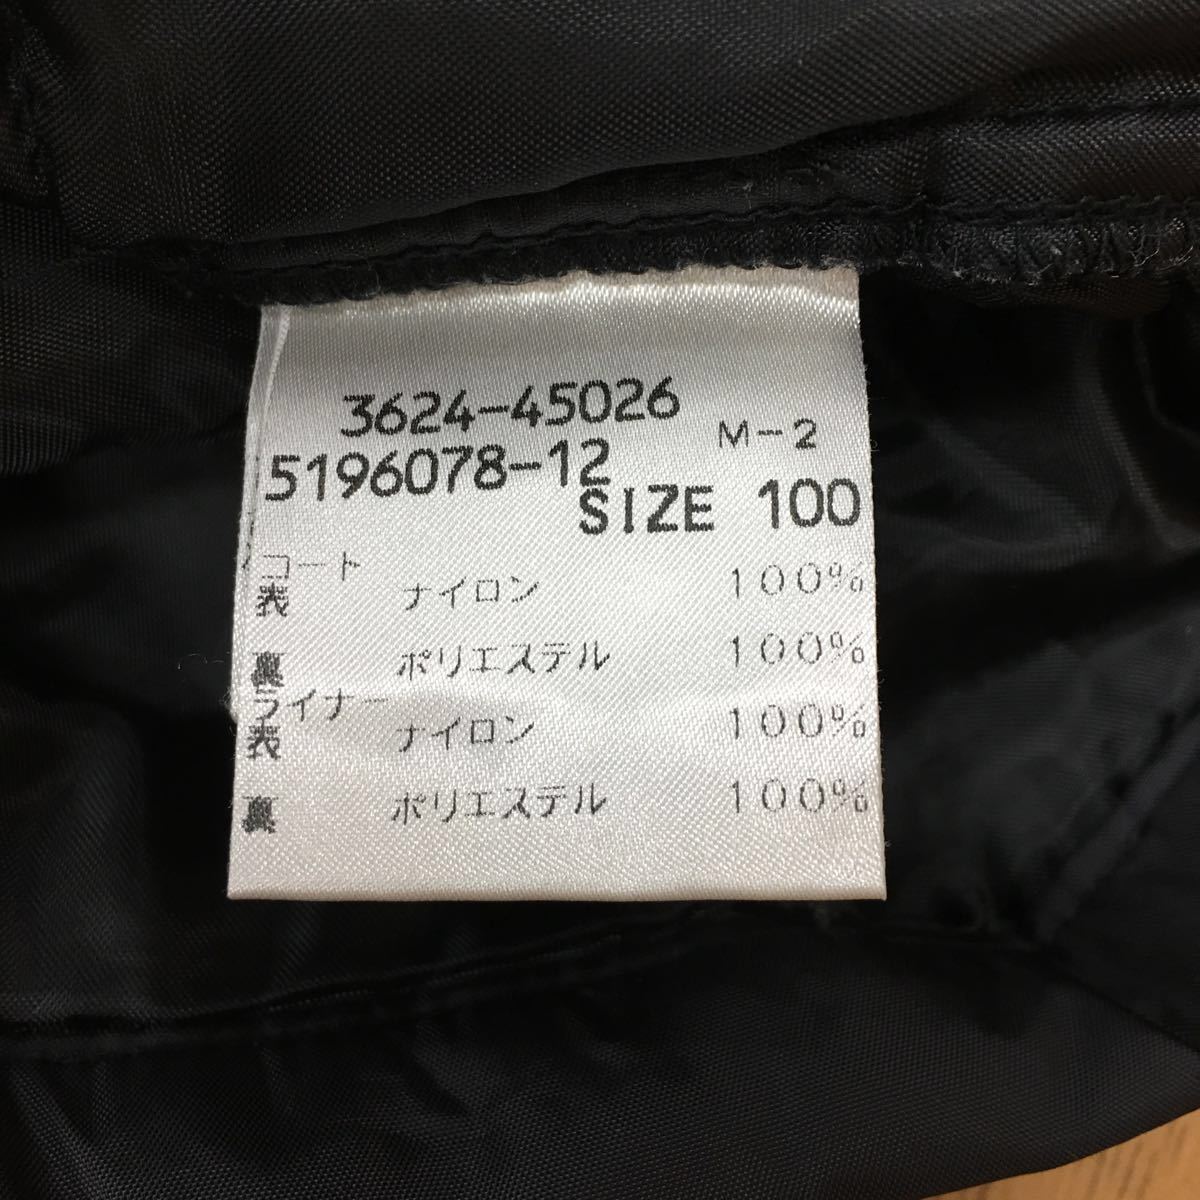 3624-45026
M-2
5196078-12
SIZE 100
コート
表 ナイロン 100%
裏 ポリエステル 100%
ライナー
表 ナイロン 100%
裏 ポリエステル 100%